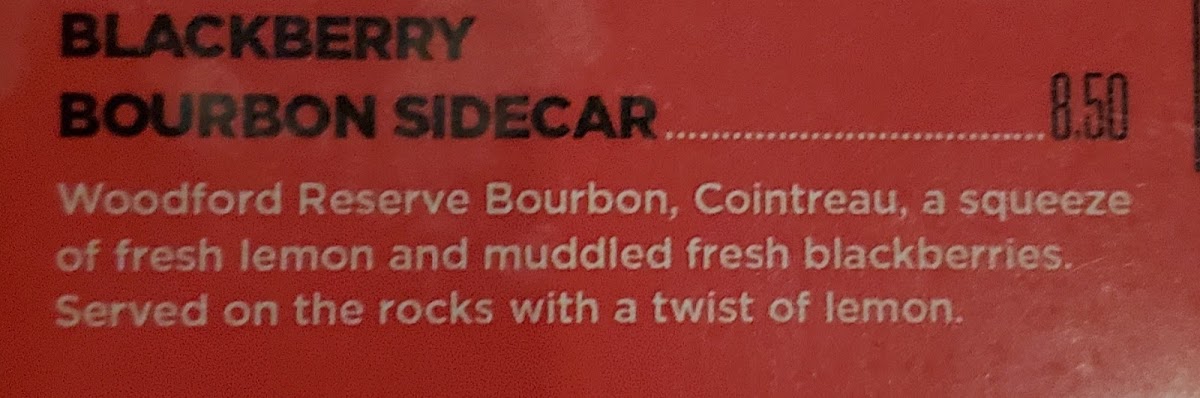 BLACKBERRY
BOURBON SIDECAR ........................................ 8.50
Woodford Reserve Bourbon, Cointreau, a squeeze
of fresh lemon and muddled fresh blackberries.
Served on the rocks with a twist of lemon.